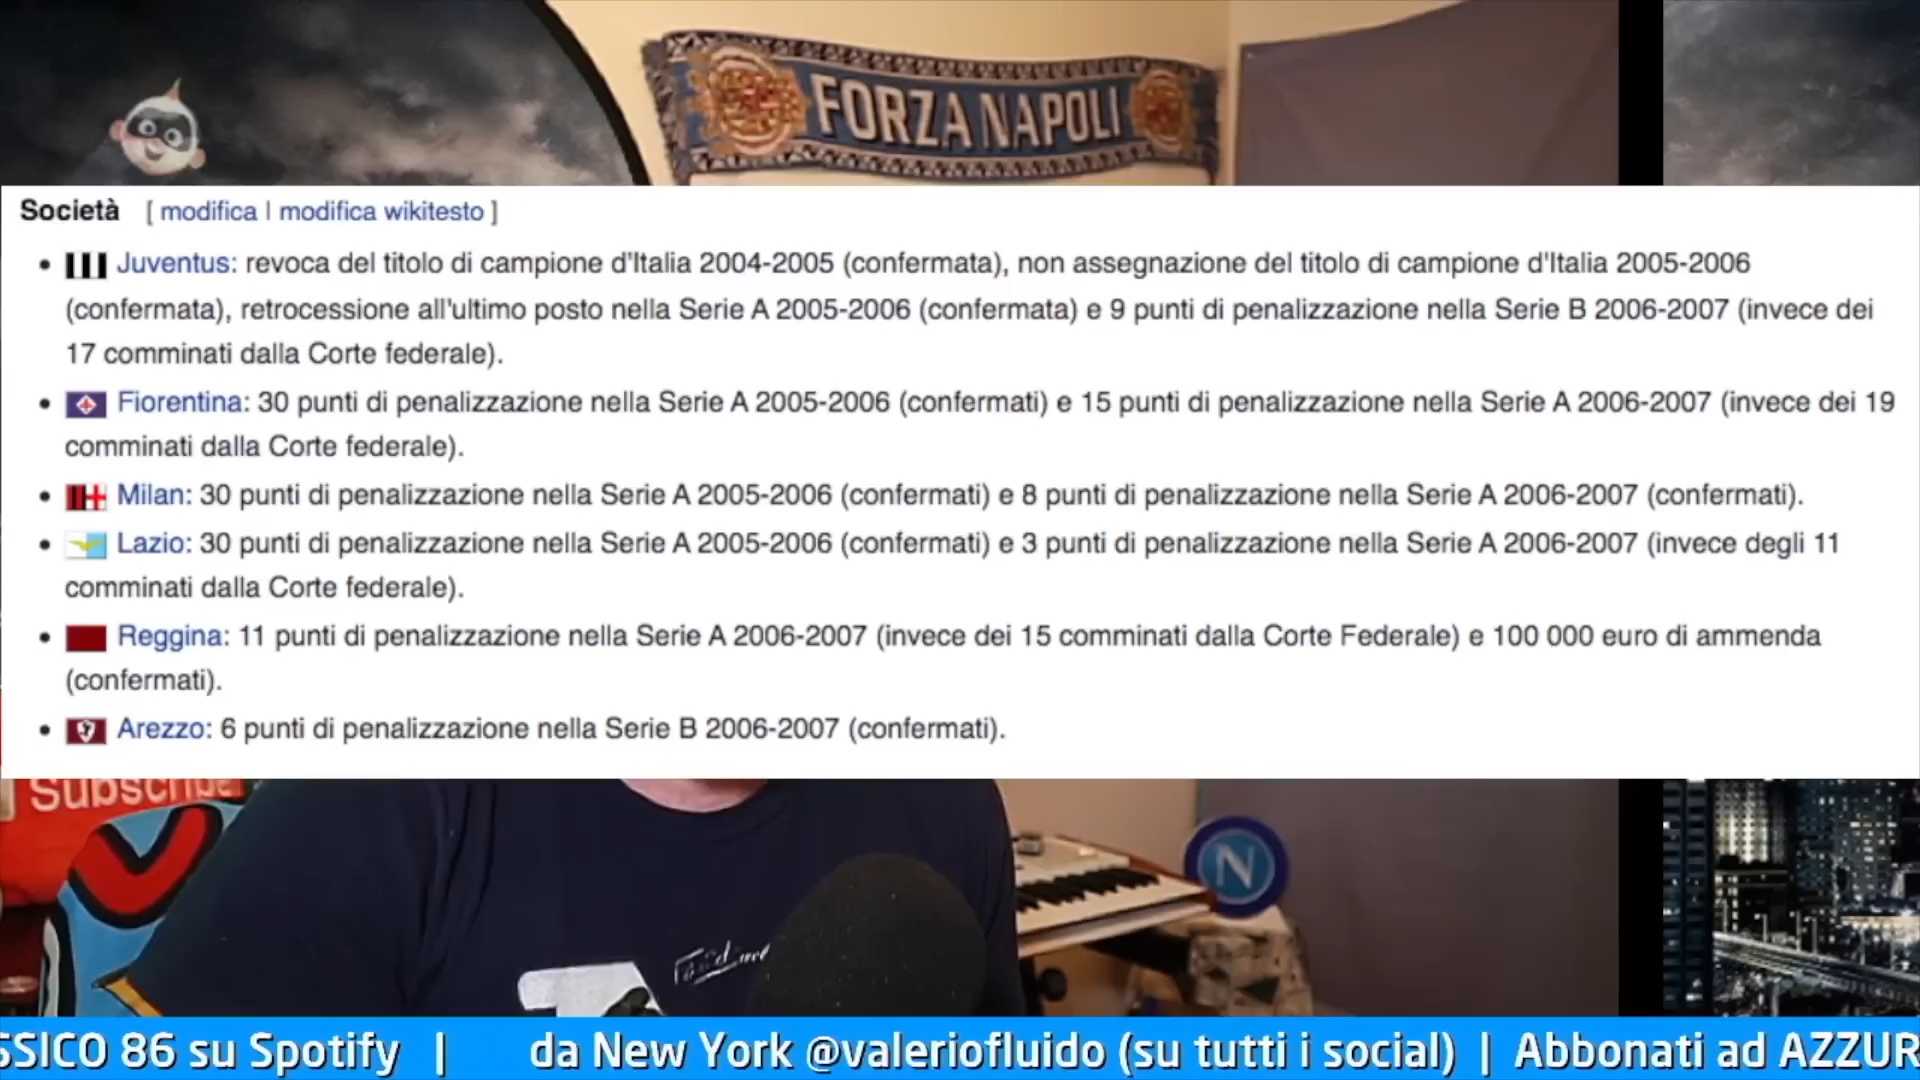 FORZA NAPOLI
Società [ modifica | modifica wikitesto ]
• Juventus: revoca del titolo di campione d'Italia 2004-2005 (confermata), non assegnazione del titolo di campione d'Italia 2005-2006
(confermata), retrocessione all'ultimo posto nella Serie A 2005-2006 (confermata) e 9 punti di penalizzazione nella Serie B 2006-2007 (invece dei
17 comminati dalla Corte federale).
• Fiorentina: 30 punti di penalizzazione nella Serie A 2005-2006 (confermati) e 15 punti di penalizzazione nella Serie A 2006-2007 (invece dei 19
comminati dalla Corte federale).
• Milan: 30 punti di penalizzazione nella Serie A 2005-2006 (confermati) e 8 punti di penalizzazione nella Serie A 2006-2007 (confermati).
• Lazio: 30 punti di penalizzazione nella Serie A 2005-2006 (confermati) e 3 punti di penalizzazione nella Serie A 2006-2007 (invece degli 11
comminati dalla Corte federale).
• Reggina: 11 punti di penalizzazione nella Serie A 2006-2007 (invece dei 15 comminati dalla Corte Federale) e 100 000 euro di ammenda
(confermati).
• Arezzo: 6 punti di penalizzazione nella Serie B 2006-2007 (confermati).
Subscribe
N
SSICO 86 su Spotify | da New York @valeriofluido (su tutti i social) | Abbonati ad AZZUR